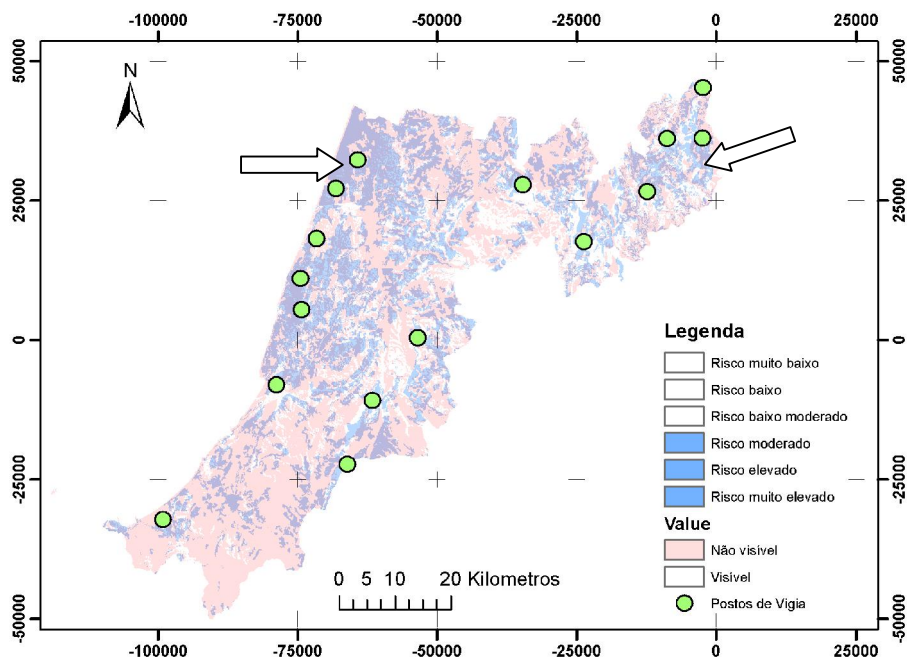 -100000 -75000 -50000 -25000 0 25000
50000 50000
N
25000 25000
0 0
Legenda
Risco muito baixo
Risco baixo
Risco baixo moderado
Risco moderado
Risco elevado
Risco muito elevado
-25000 -25000
Value
Não visível
Visível
Postos de Vigia
0 5 10 20 Kilometros
-50000 -50000
-100000 -75000 -50000 -25000 0 25000